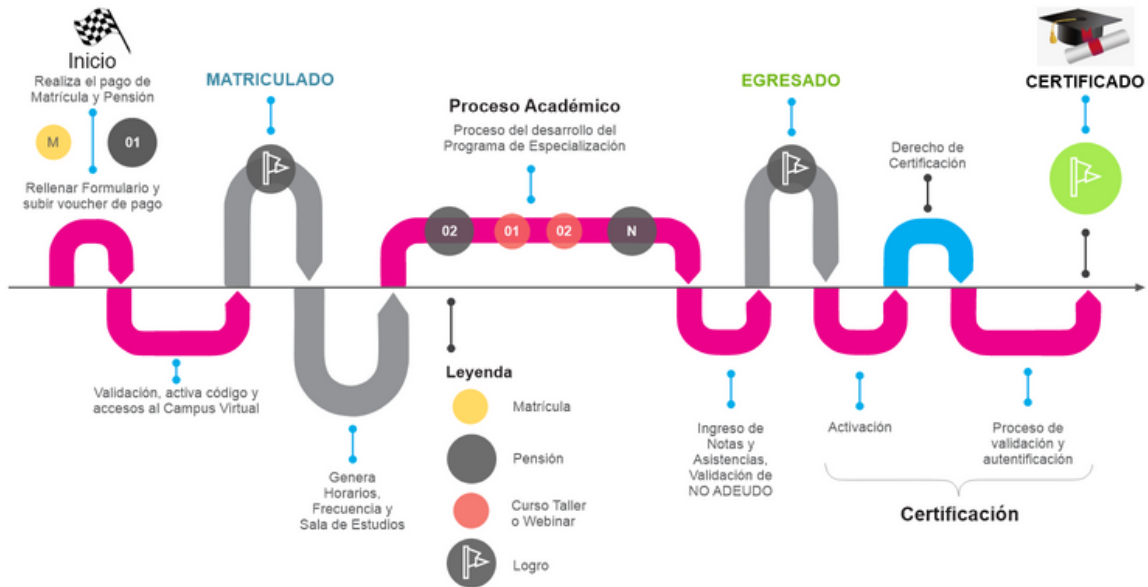 Inicio
Realiza el pago de
Matrícula y Pensión
M
01
Rellenar Formulario y
subir voucher de pago
MATRICULADO
Validación, activa código y
accesos al Campus Virtual
Genera
Horarios,
Frecuencia y
Sala de Estudios
Proceso Académico
Proceso del desarrollo del
Programa de Especialización
02
01
02
N
Leyenda
Matrícula
Pensión
Curso Taller
o Webinar
Logro
EGRESADO
Ingreso de
Notas y
Asistencias,
Validación de
NO ADEUDO
Activación
Derecho de
Certificación
Proceso de
validación y
autentificación
Certificación
CERTIFICADO